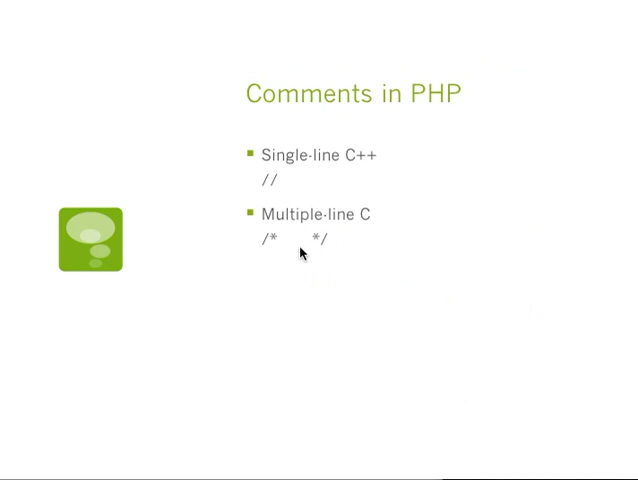 Comments in PHP
Single-line C++
//
Multiple-line C
/* */